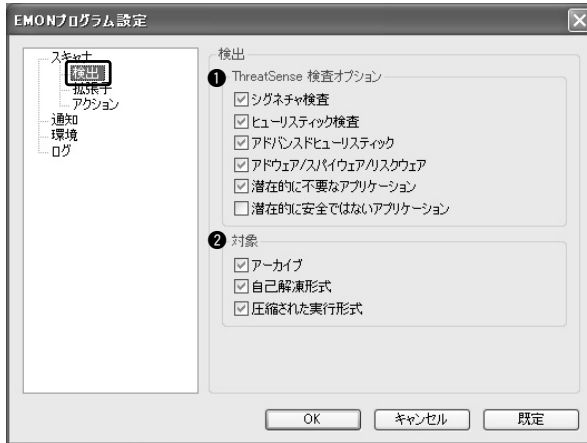 EMONプログラム設定
スキャナ
検出
拡張子
アクション
通知
環境
ログ
検出
❶ ThreatSense 検査オプション
シグネチャ検査
ヒューリスティック検査
アドバンスドヒューリスティック
アドウェア/スパイウェア/リスクウェア
潜在的に不要なアプリケーション
潜在的に安全ではないアプリケーション
❷ 対象
アーカイブ
自己解凍形式
圧縮された実行形式
OK
キャンセル
既定